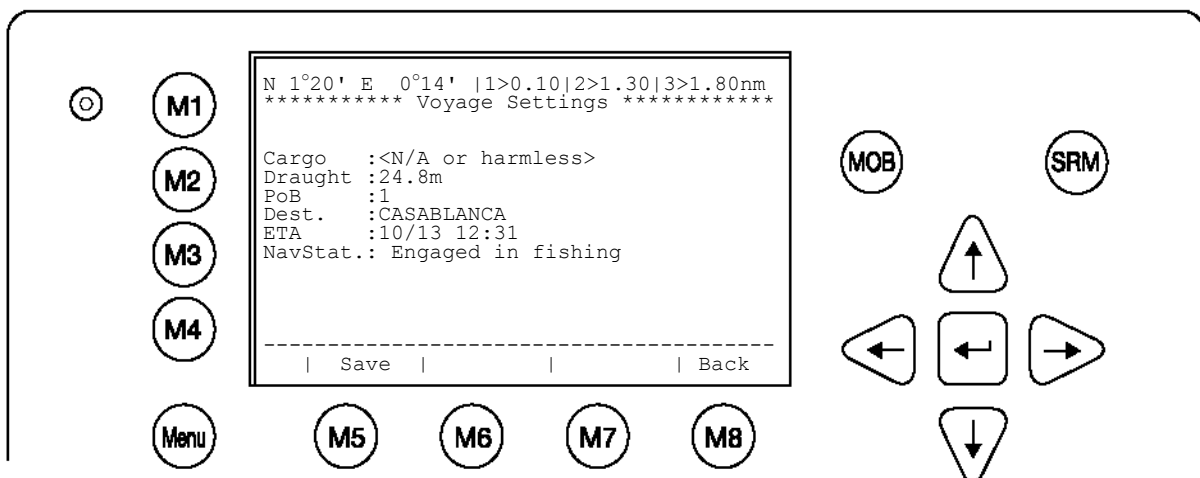 N 1°20' E  0°14' |1>0.10|2>1.30|3>1.80nm
*********** Voyage Settings ************
Cargo   :<N/A or harmless>
Draught :24.8m
PoB     :1
Dest.   :CASABLANCA
ETA     :10/13 12:31
NavStat.: Engaged in fishing
-------------------------------------------
| Save | | | Back
M1
M2
M3
M4
Menu
M5
M6
M7
M8
MOB
SRM